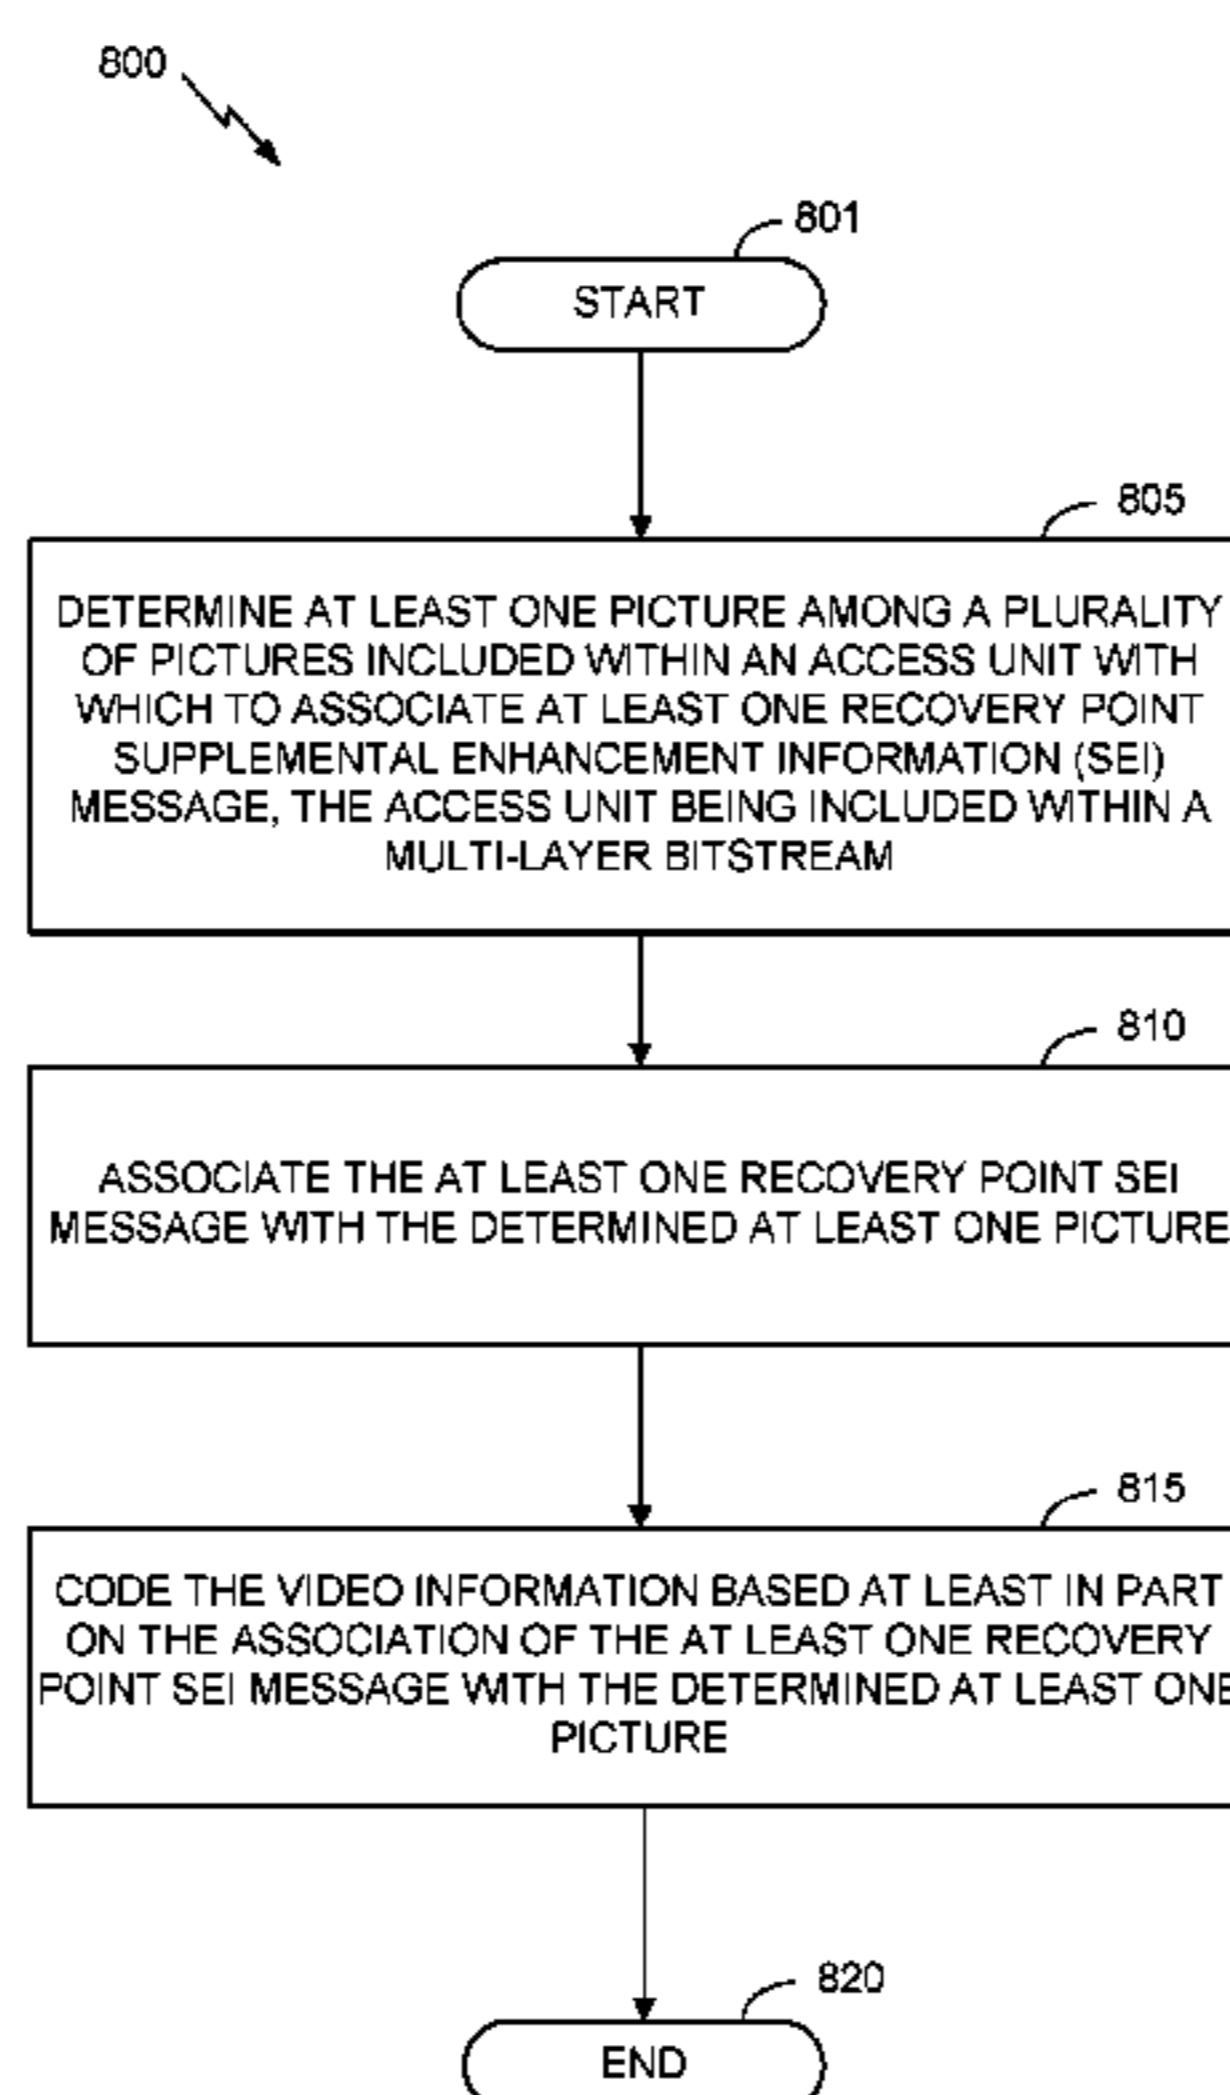 800
801
START
805
DETERMINE AT LEAST ONE PICTURE AMONG A PLURALITY
OF PICTURES INCLUDED WITHIN AN ACCESS UNIT WITH
WHICH TO ASSOCIATE AT LEAST ONE RECOVERY POINT
SUPPLEMENTAL ENHANCEMENT INFORMATION (SEI)
MESSAGE, THE ACCESS UNIT BEING INCLUDED WITHIN A
MULTI-LAYER BITSTREAM
810
ASSOCIATE THE AT LEAST ONE RECOVERY POINT SEI
MESSAGE WITH THE DETERMINED AT LEAST ONE PICTURE
815
CODE THE VIDEO INFORMATION BASED AT LEAST IN PART
ON THE ASSOCIATION OF THE AT LEAST ONE RECOVERY
POINT SEI MESSAGE WITH THE DETERMINED AT LEAST ONE
PICTURE
820
END